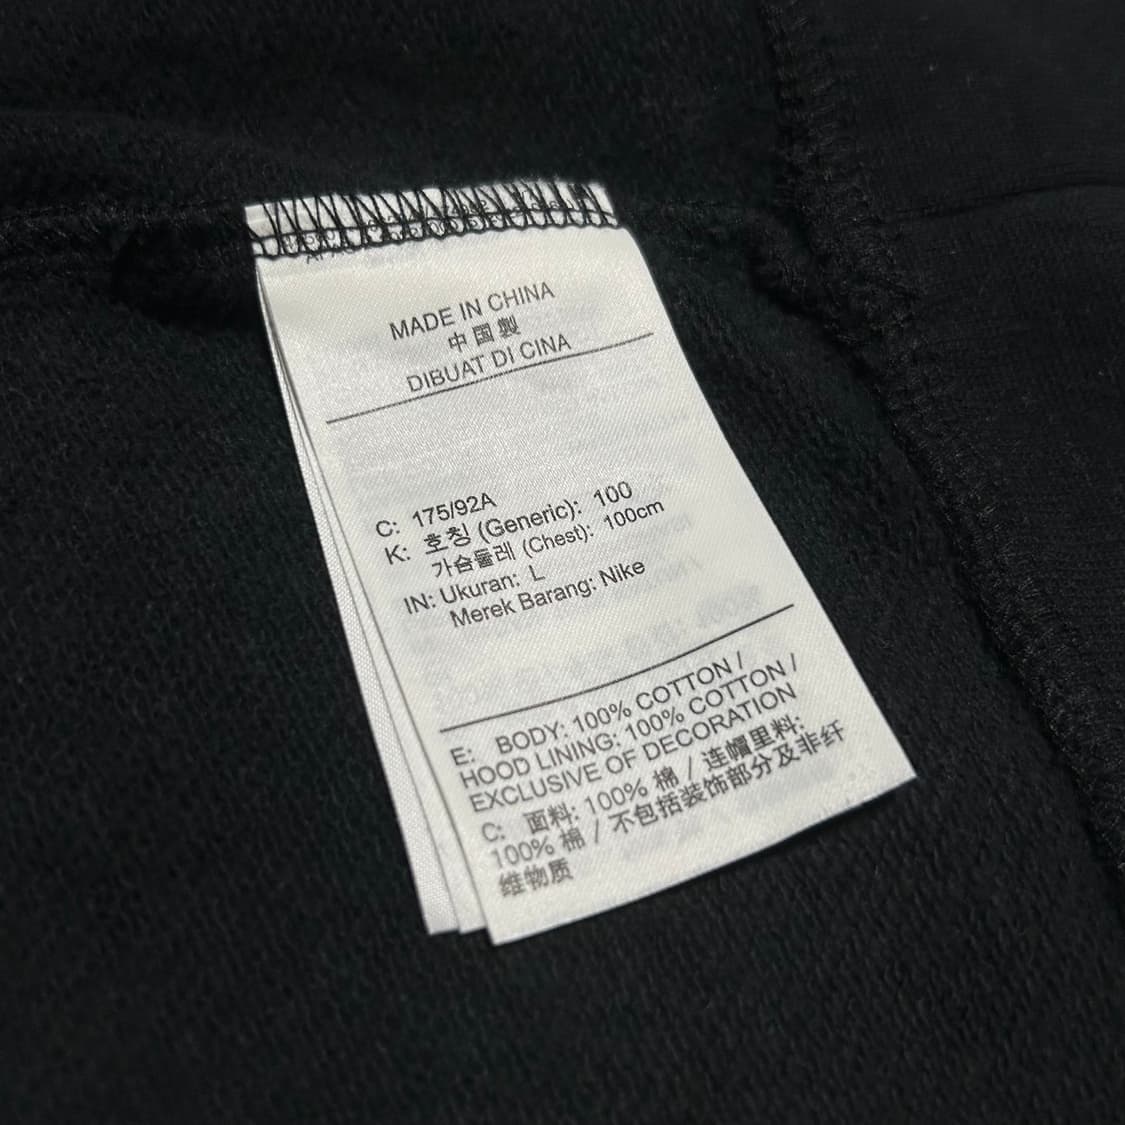 MADE IN CHINA
中国製
DIBUAT DI CINA
C: 175/92A
K: 호칭 (Generic): 100
가슴둘레 (Chest): 100cm
IN: Ukuran: L
Merek Barang: Nike
E: BODY: 100% COTTON /
HOOD LINING: 100% COTTON /
EXCLUSIVE OF DECORATION
C: 面料: 100% 棉 / 连帽里料:
100% 棉 / 不包括装饰部分及非纤
维物质